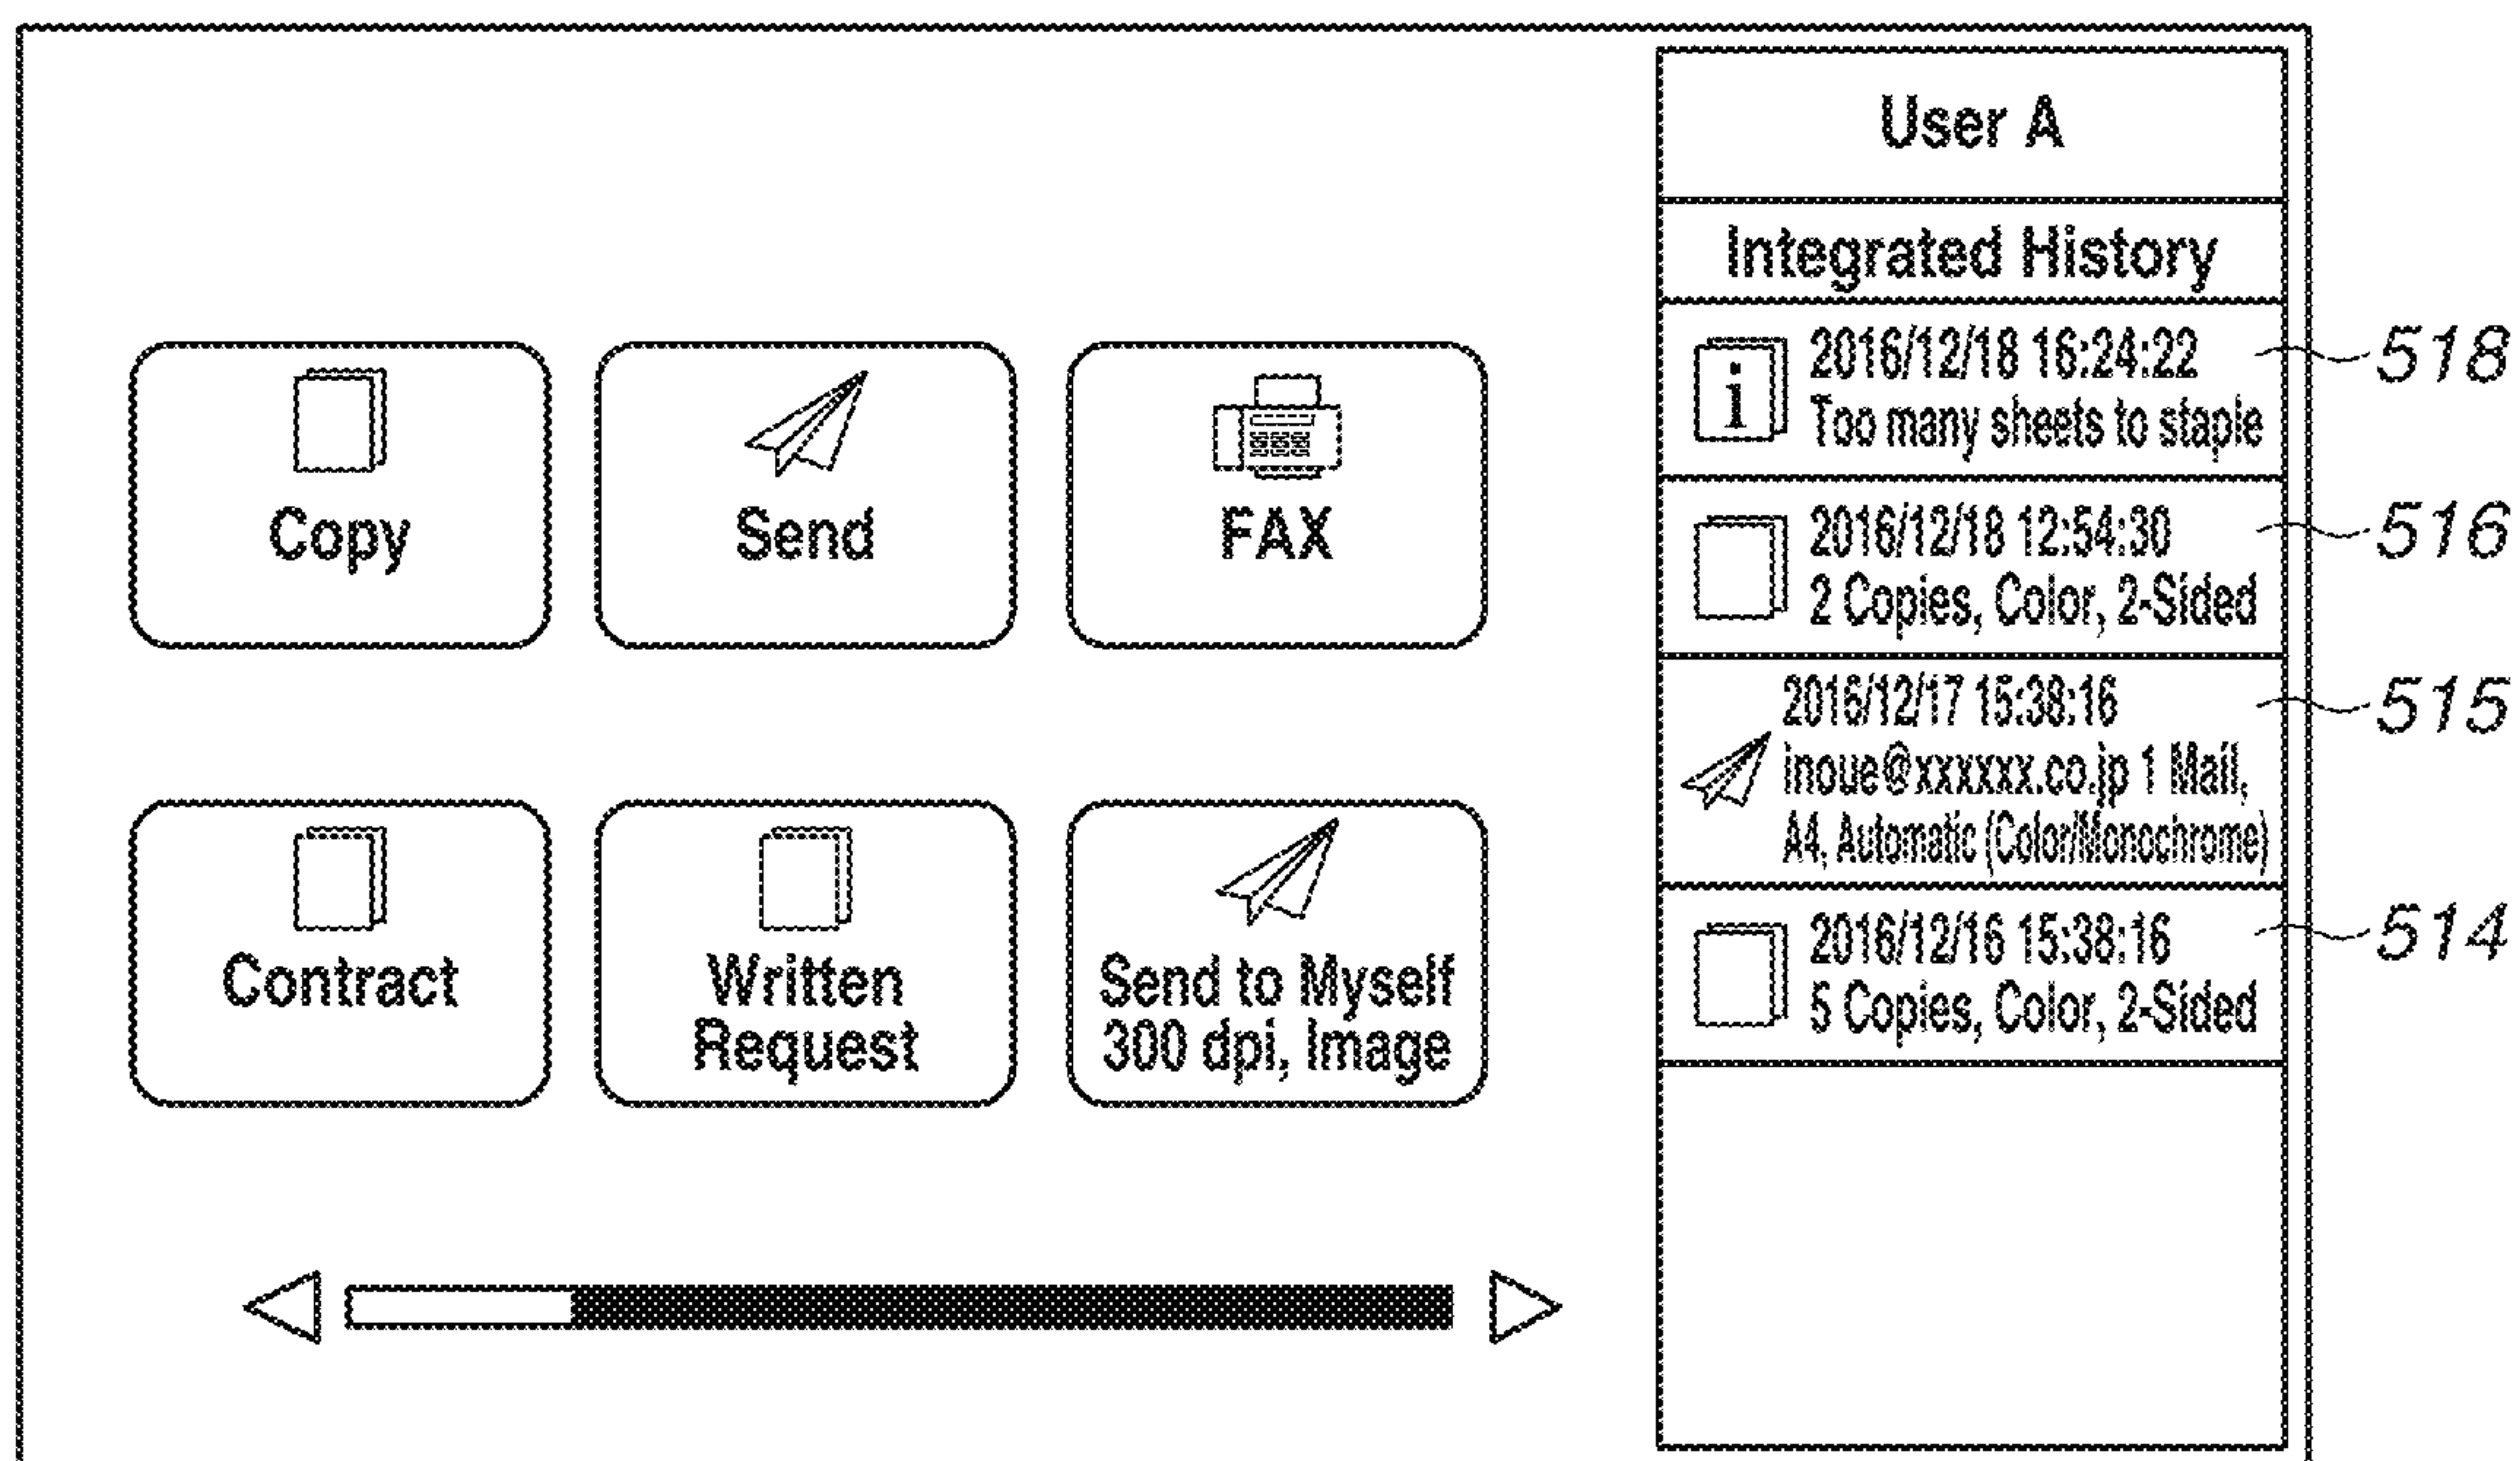 User A
Integrated History
2016/12/18 16:24:22
Too many sheets to staple
518
2016/12/18 12:54:30
2 Copies, Color, 2-Sided
516
2016/12/17 15:38:16
inoue@xxxxxx.co.jp 1 Mail,
A4, Automatic (Color/Monochrome)
515
2016/12/16 15:38:16
5 Copies, Color, 2-Sided
514
Copy
Send
FAX
Contract
Written
Request
Send to Myself
300 dpi, Image
i